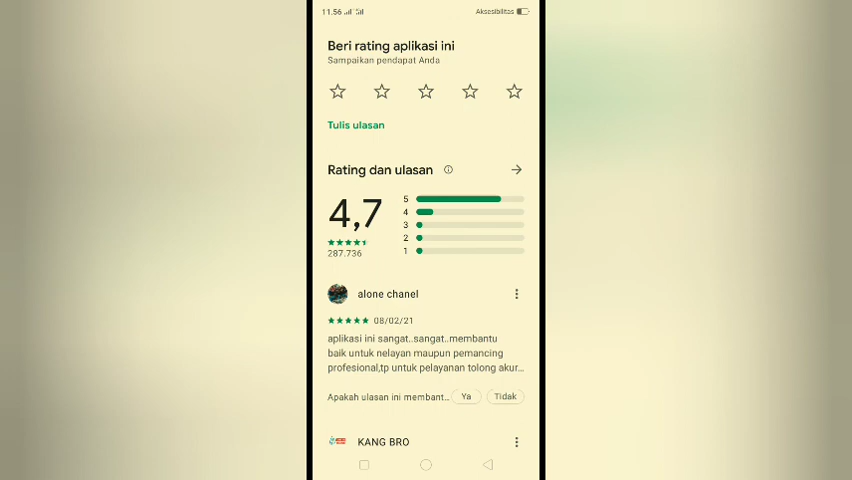 11.56
Aksesibilitas
Beri rating aplikasi ini
Sampaikan pendapat Anda
Tulis ulasan
Rating dan ulasan
4,7
5
4
3
2
1
287.736
alone chanel
08/02/21
aplikasi ini sangat..sangat..membantu
baik untuk nelayan maupun pemancing
profesional,tp untuk pelayanan tolong akur...
Apakah ulasan ini membant...
Ya
Tidak
KANG BRO